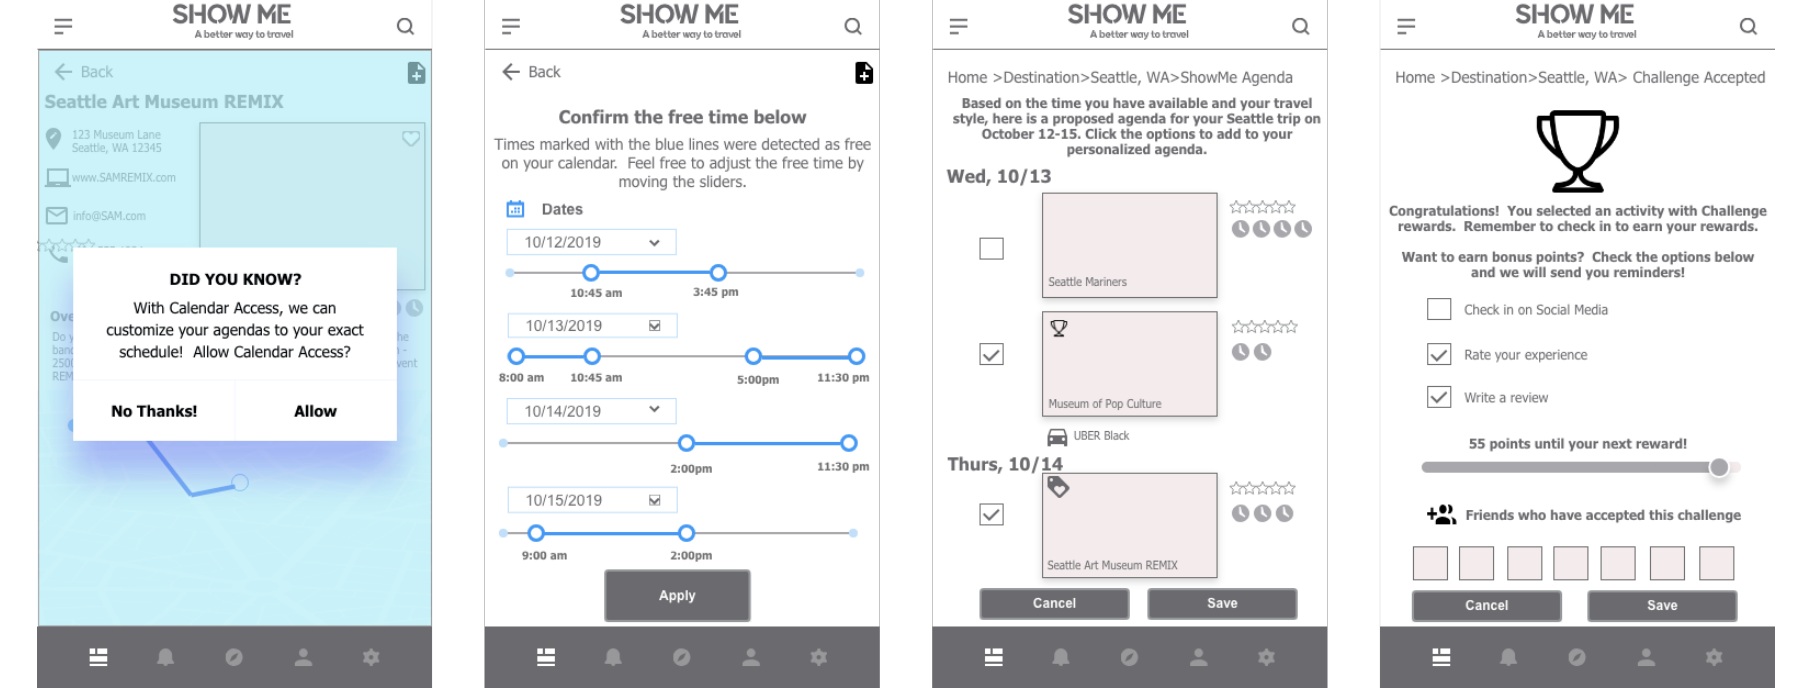 SHOW ME
A better way to travel
Back
Seattle Art Museum REMIX
123 Museum Lane
Seattle, WA 12345
www.SAMREMIX.com
info@SAM.com
DID YOU KNOW?
With Calendar Access, we can
customize your agendas to your exact
schedule! Allow Calendar Access?
No Thanks!
Allow
Ove
Do y
he
band
n -
250
vent
REM
SHOW ME
A better way to travel
Back
Confirm the free time below
Times marked with the blue lines were detected as free
on your calendar. Feel free to adjust the free time by
moving the sliders.
Dates
10/12/2019
10:45 am
3:45 pm
10/13/2019
8:00 am
10:45 am
5:00pm
11:30 pm
10/14/2019
2:00pm
11:30 pm
10/15/2019
9:00 am
2:00pm
Apply
SHOW ME
A better way to travel
Home >Destination>Seattle, WA>ShowMe Agenda
Based on the time you have available and your travel
style, here is a proposed agenda for your Seattle trip on
October 12-15. Click the options to add to your
personalized agenda.
Wed, 10/13
Seattle Mariners
Museum of Pop Culture
UBER Black
Thurs, 10/14
Seattle Art Museum REMIX
Cancel
Save
SHOW ME
A better way to travel
Home >Destination>Seattle, WA> Challenge Accepted
Congratulations! You selected an activity with Challenge
rewards. Remember to check in to earn your rewards.
Want to earn bonus points? Check the options below
and we will send you reminders!
Check in on Social Media
Rate your experience
Write a review
55 points until your next reward!
Friends who have accepted this challenge
Cancel
Save